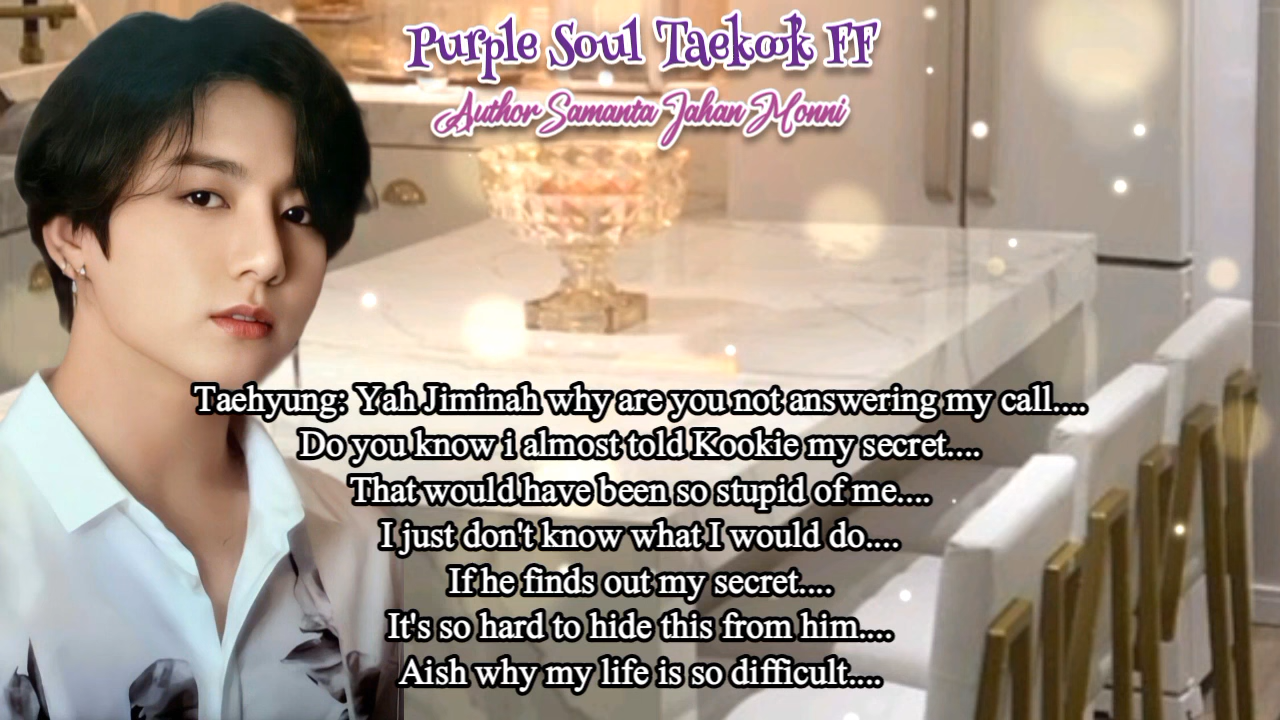 Purple Soul Taekook FF
Author Samanta Jahan Monni
Taehyung: Yah Jiminah why are you not answering my call....
Do you know i almost told Kookie my secret....
That would have been so stupid of me....
I just don't know what I would do....
If he finds out my secret....
It's so hard to hide this from him....
Aish why my life is so difficult....